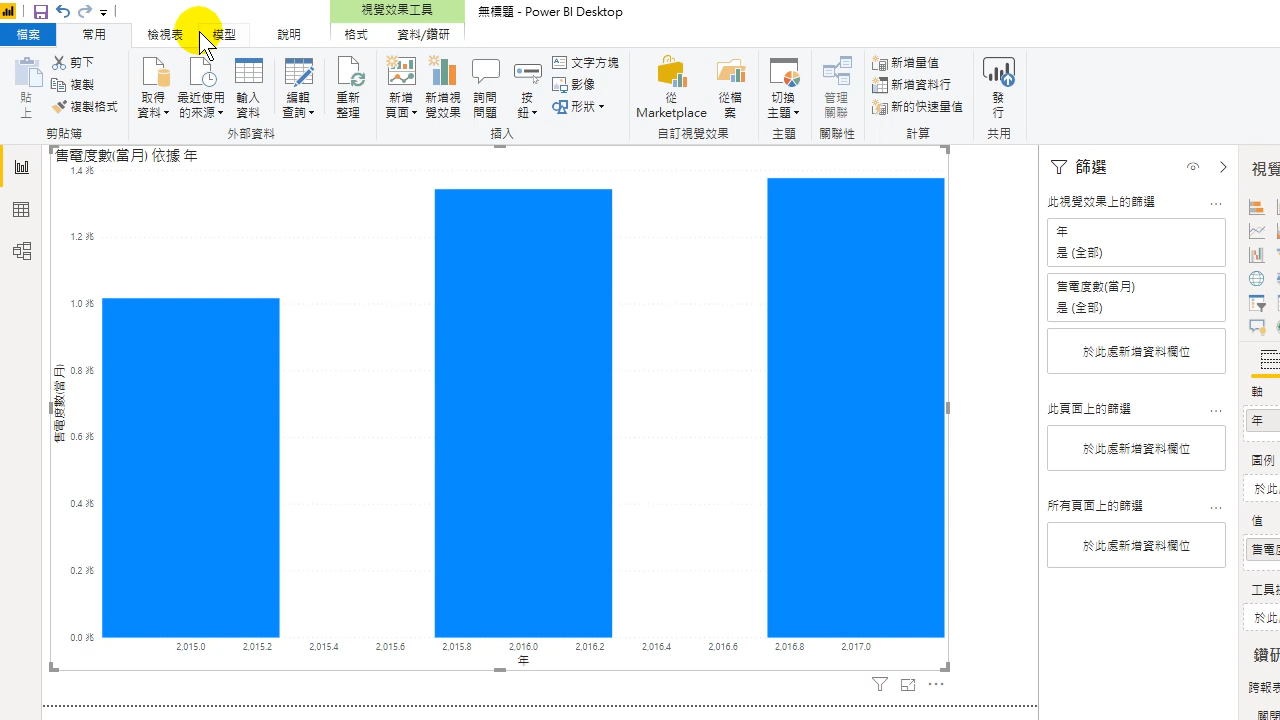 視覺效果工具
無標題 - Power BI Desktop
檔案
常用
檢視表
模型
說明
格式
資料/鑽研
貼上
剪下
複製
複製格式
剪貼簿
取得資料
最近使用的來源
輸入資料
編輯查詢
重新整理
外部資料
新增頁面
新增視覺效果
詢問問題
按鈕
文字方塊
影像
形狀
插入
從 Marketplace
從檔案
自訂視覺效果
切換主題
主題
管理關聯
關聯性
新增量值
新增資料行
新的快速量值
計算
發行
共用
售電度數(當月) 依據 年
1.4 兆
1.2 兆
1.0 兆
0.8 兆
0.6 兆
0.4 兆
0.2 兆
0.0 兆
售電度數(當月)
2,015.0 2,015.2 2,015.4 2,015.6 2,015.8 2,016.0 2,016.2 2,016.4 2,016.6 2,016.8 2,017.0
年
篩選
此視覺效果上的篩選
年
是 (全部)
售電度數(當月)
是 (全部)
於此處新增資料欄位
此頁面上的篩選
於此處新增資料欄位
所有頁面上的篩選
於此處新增資料欄位
軸
年
圖例
於此
值
售電
工具
於此
鑽研
跨報表